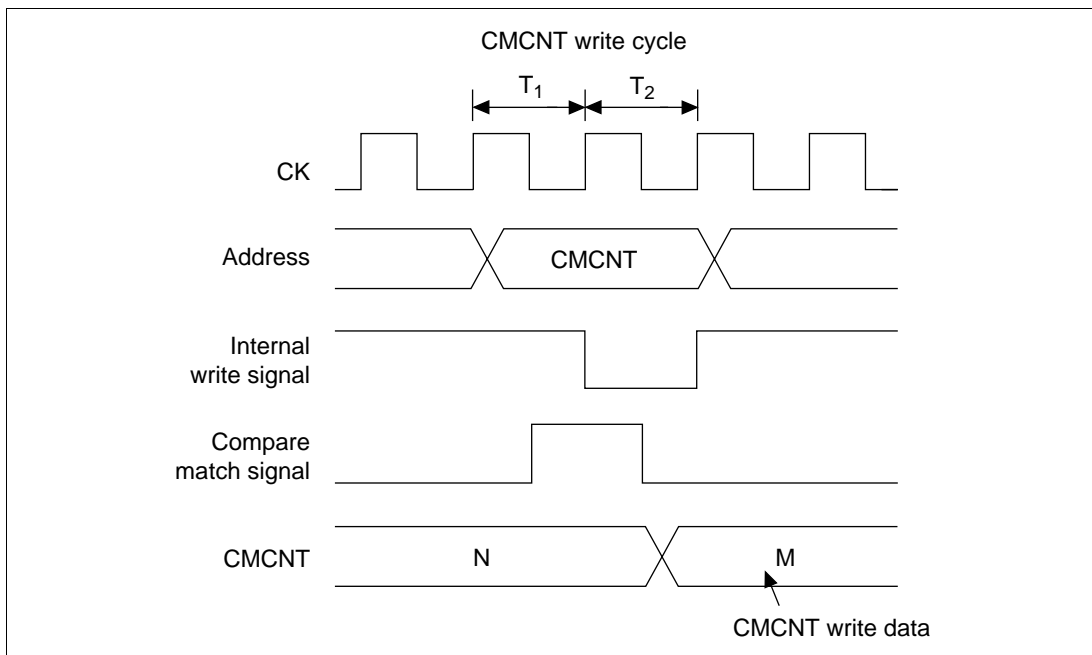 CMCNT write cycle
T1 T2
CK
Address CMCNT
Internal
write signal
Compare
match signal
CMCNT N M
CMCNT write data